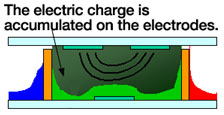 The electric charge is
accumulated on the electrodes.